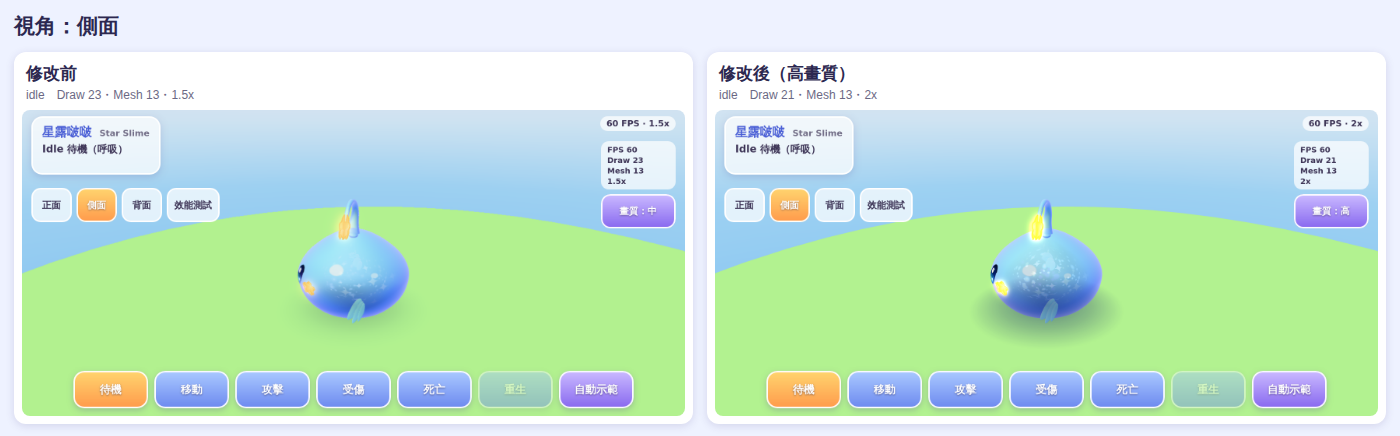 視角：側面
修改前
idle Draw 23・Mesh 13・1.5x
星露啵啵 Star Slime
Idle 待機（呼吸）
60 FPS · 1.5x
FPS 60
Draw 23
Mesh 13
1.5x
正面 側面 背面 效能測試
畫質：中
待機 移動 攻擊 受傷 死亡 重生 自動示範
修改後（高畫質）
idle Draw 21・Mesh 13・2x
星露啵啵 Star Slime
Idle 待機（呼吸）
60 FPS · 2x
FPS 60
Draw 21
Mesh 13
2x
正面 側面 背面 效能測試
畫質：高
待機 移動 攻擊 受傷 死亡 重生 自動示範